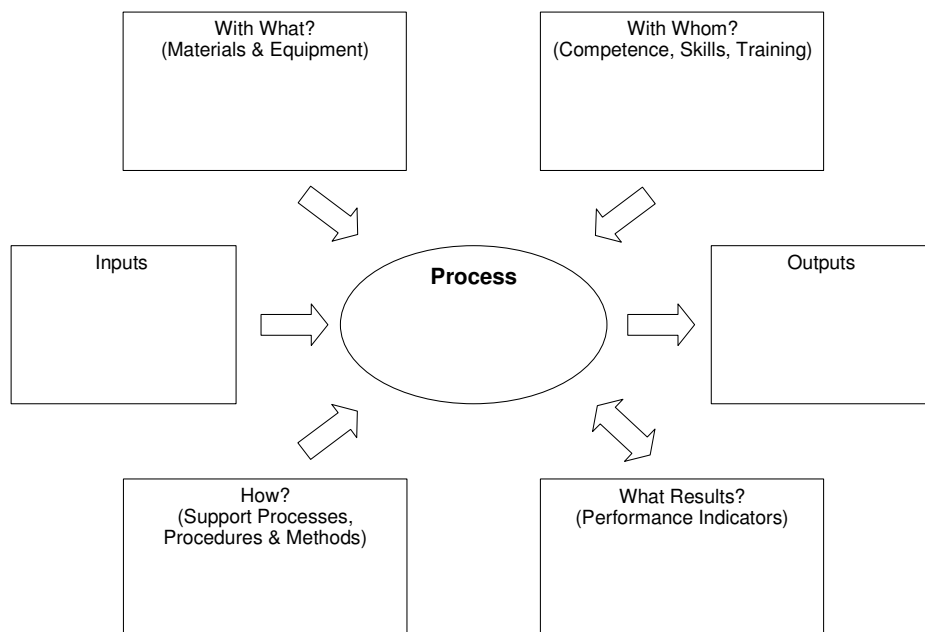 With What?
(Materials & Equipment)
With Whom?
(Competence, Skills, Training)
Inputs
Process
Outputs
How?
(Support Processes,
Procedures & Methods)
What Results?
(Performance Indicators)